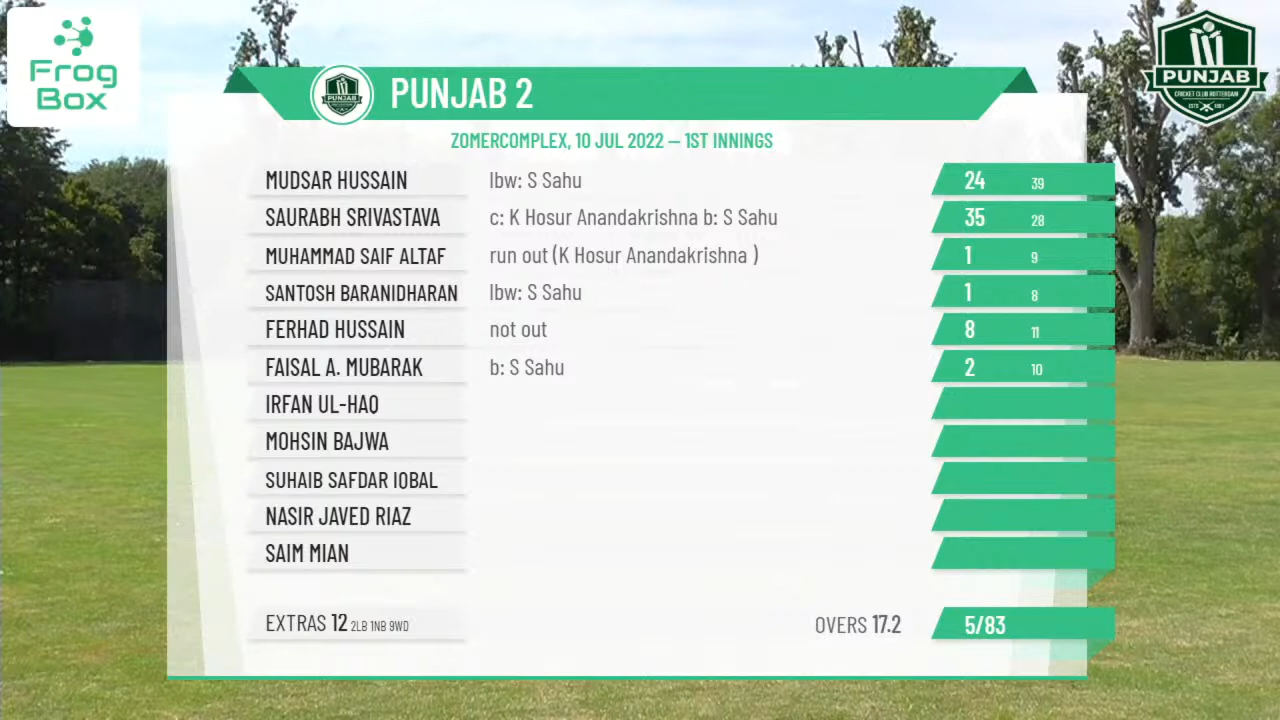 Frog
Box
PUNJAB
CRICKET CLUB ROTTERDAM
PUNJAB
PUNJAB 2
ZOMERCOMPLEX, 10 JUL 2022 – 1ST INNINGS
MUDSAR HUSSAIN lbw: S Sahu 24 39
SAURABH SRIVASTAVA c: K Hosur Anandakrishna b: S Sahu 35 28
MUHAMMAD SAIF ALTAF run out (K Hosur Anandakrishna ) 1 9
SANTOSH BARANIDHARAN lbw: S Sahu 1 8
FERHAD HUSSAIN not out 8 11
FAISAL A. MUBARAK b: S Sahu 2 10
IRFAN UL-HAQ
MOHSIN BAJWA
SUHAIB SAFDAR IQBAL
NASIR JAVED RIAZ
SAIM MIAN
EXTRAS 12 2LB 1NB 9WD OVERS 17.2 5/83